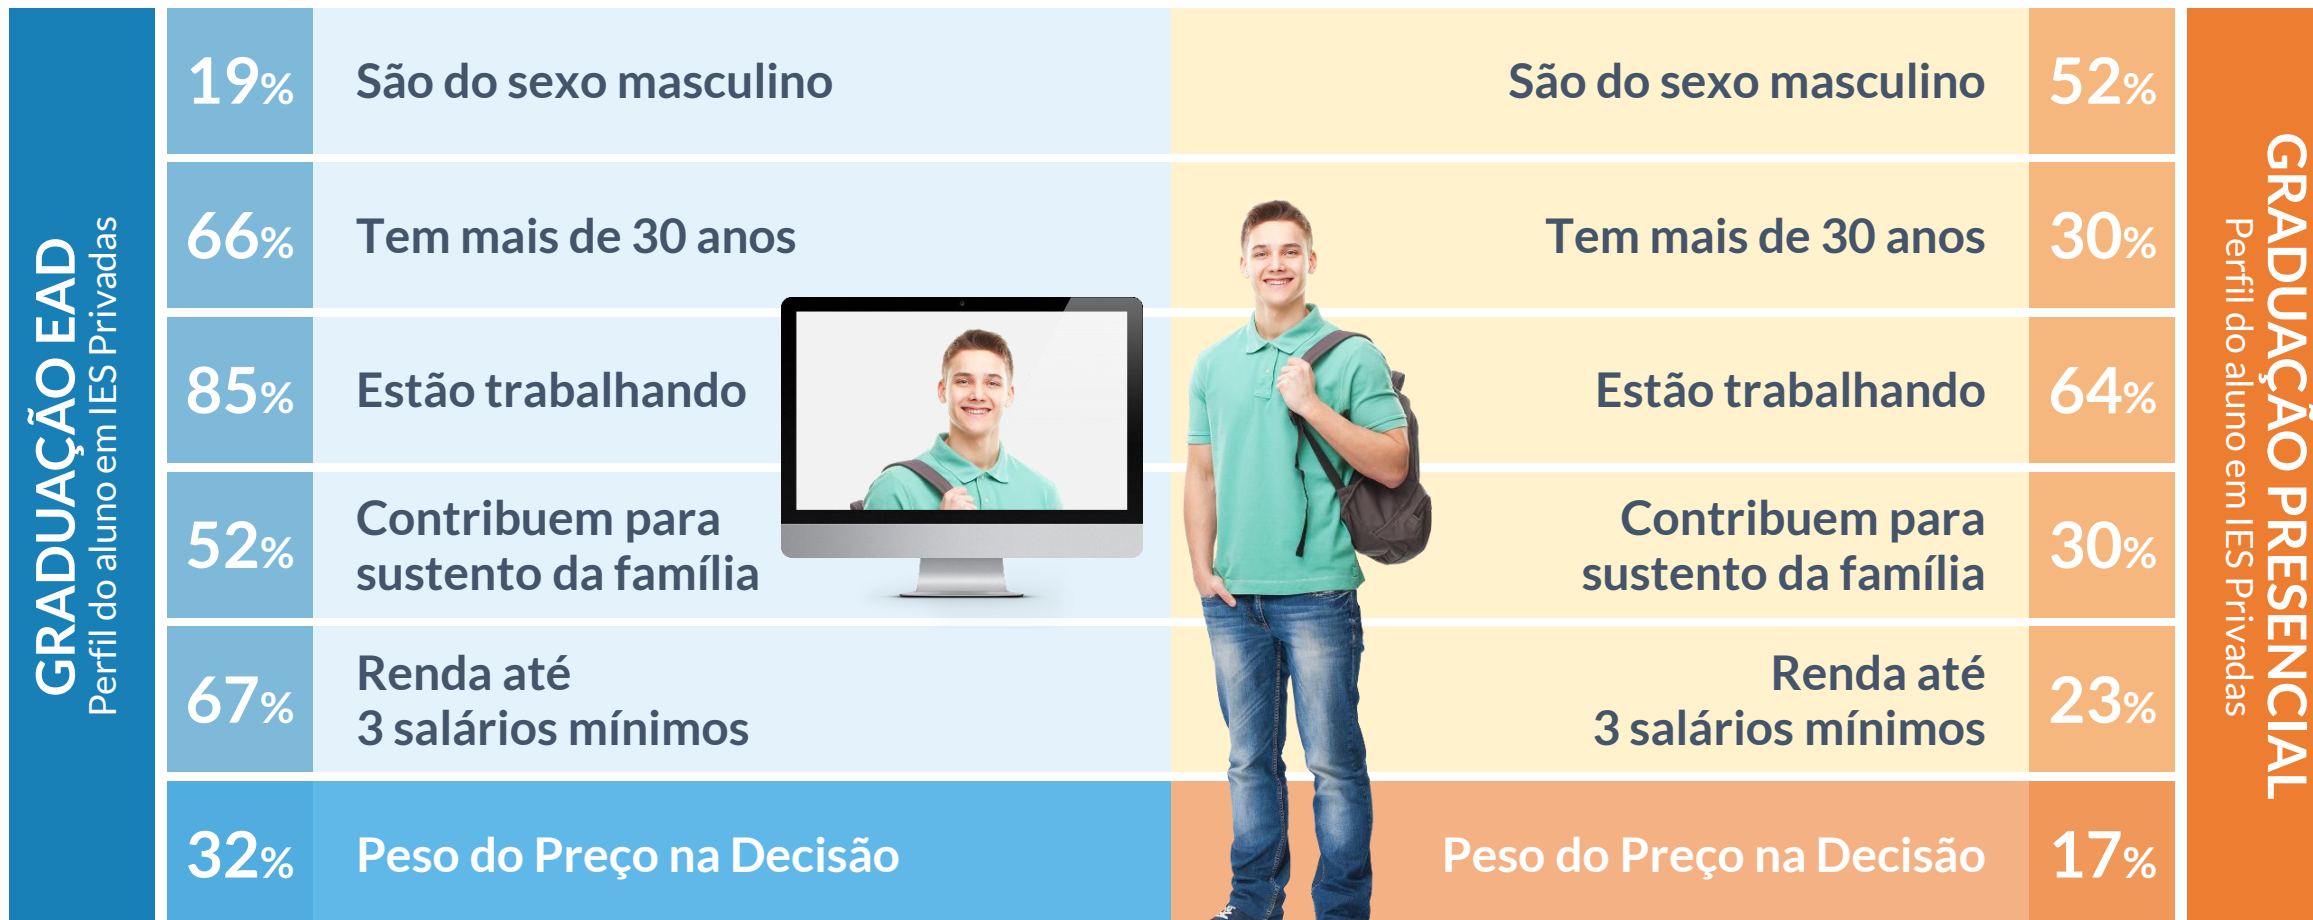 GRADUAÇÃO EAD
Perfil do aluno em IES Privadas
19% São do sexo masculino
66% Tem mais de 30 anos
85% Estão trabalhando
52% Contribuem para
sustento da família
67% Renda até
3 salários mínimos
32% Peso do Preço na Decisão
São do sexo masculino 52%
Tem mais de 30 anos 30%
Estão trabalhando 64%
Contribuem para
sustento da família 30%
Renda até
3 salários mínimos 23%
Peso do Preço na Decisão 17%
GRADUAÇÃO PRESENCIAL
Perfil do aluno em IES Privadas